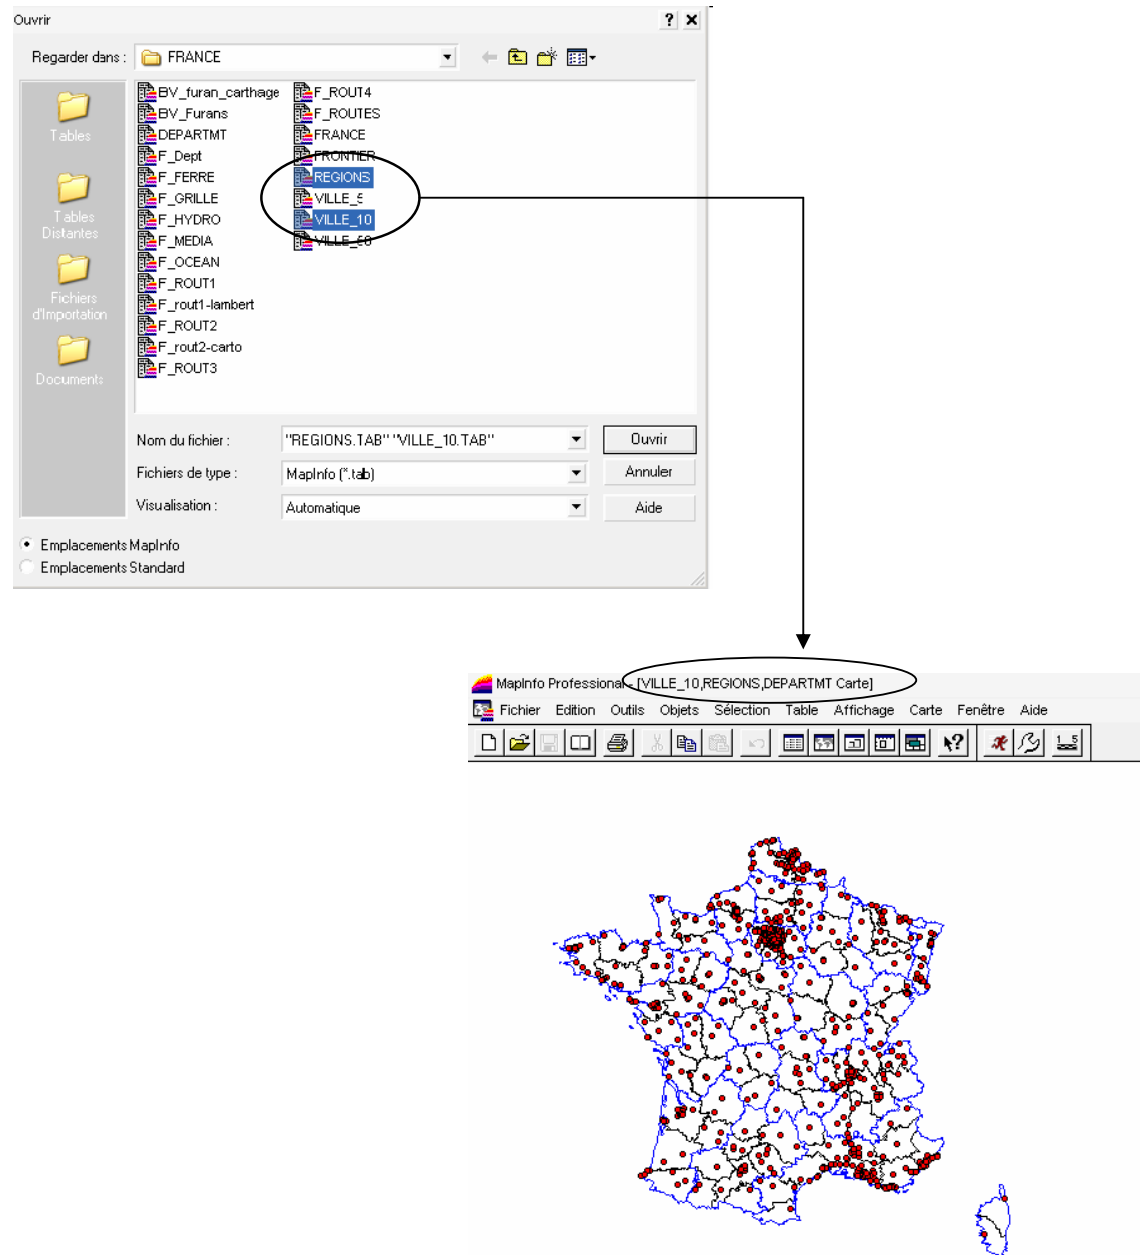 Ouvrir
Regarder dans :
FRANCE
Tables
Tables
Distantes
Fichiers
d'Importation
Documents
BV_furan_carthage
BV_Furans
DEPARTMT
F_Dept
F_FERRE
F_GRILLE
F_HYDRO
F_MEDIA
F_OCEAN
F_ROUT1
F_rout1-lambert
F_ROUT2
F_rout2-carto
F_ROUT3
F_ROUT4
F_ROUTES
FRANCE
FRONTIER
REGIONS
VILLE_5
VILLE_10
Nom du fichier :
"REGIONS.TAB" "VILLE_10.TAB"
Ouvrir
Fichiers de type :
MapInfo (*.tab)
Annuler
Visualisation :
Automatique
Aide
Emplacements MapInfo
Emplacements Standard
MapInfo Professional - [VILLE_10,REGIONS,DEPARTMT Carte]
Fichier Edition Outils Objets Sélection Table Affichage Carte Fenêtre Aide
1 5